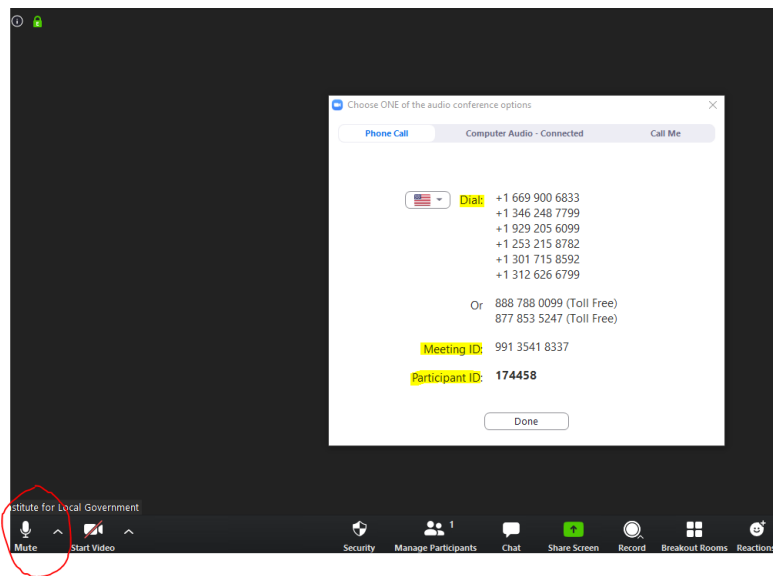 Choose ONE of the audio conference options
Phone Call Computer Audio - Connected Call Me
Dial: +1 669 900 6833
+1 346 248 7799
+1 929 205 6099
+1 253 215 8782
+1 301 715 8592
+1 312 626 6799
Or 888 788 0099 (Toll Free)
877 853 5247 (Toll Free)
Meeting ID: 991 3541 8337
Participant ID: 174458
Done
stitute for Local Government
1
Mute Start Video Security Manage Participants Chat Share Screen Record Breakout Rooms Reactions